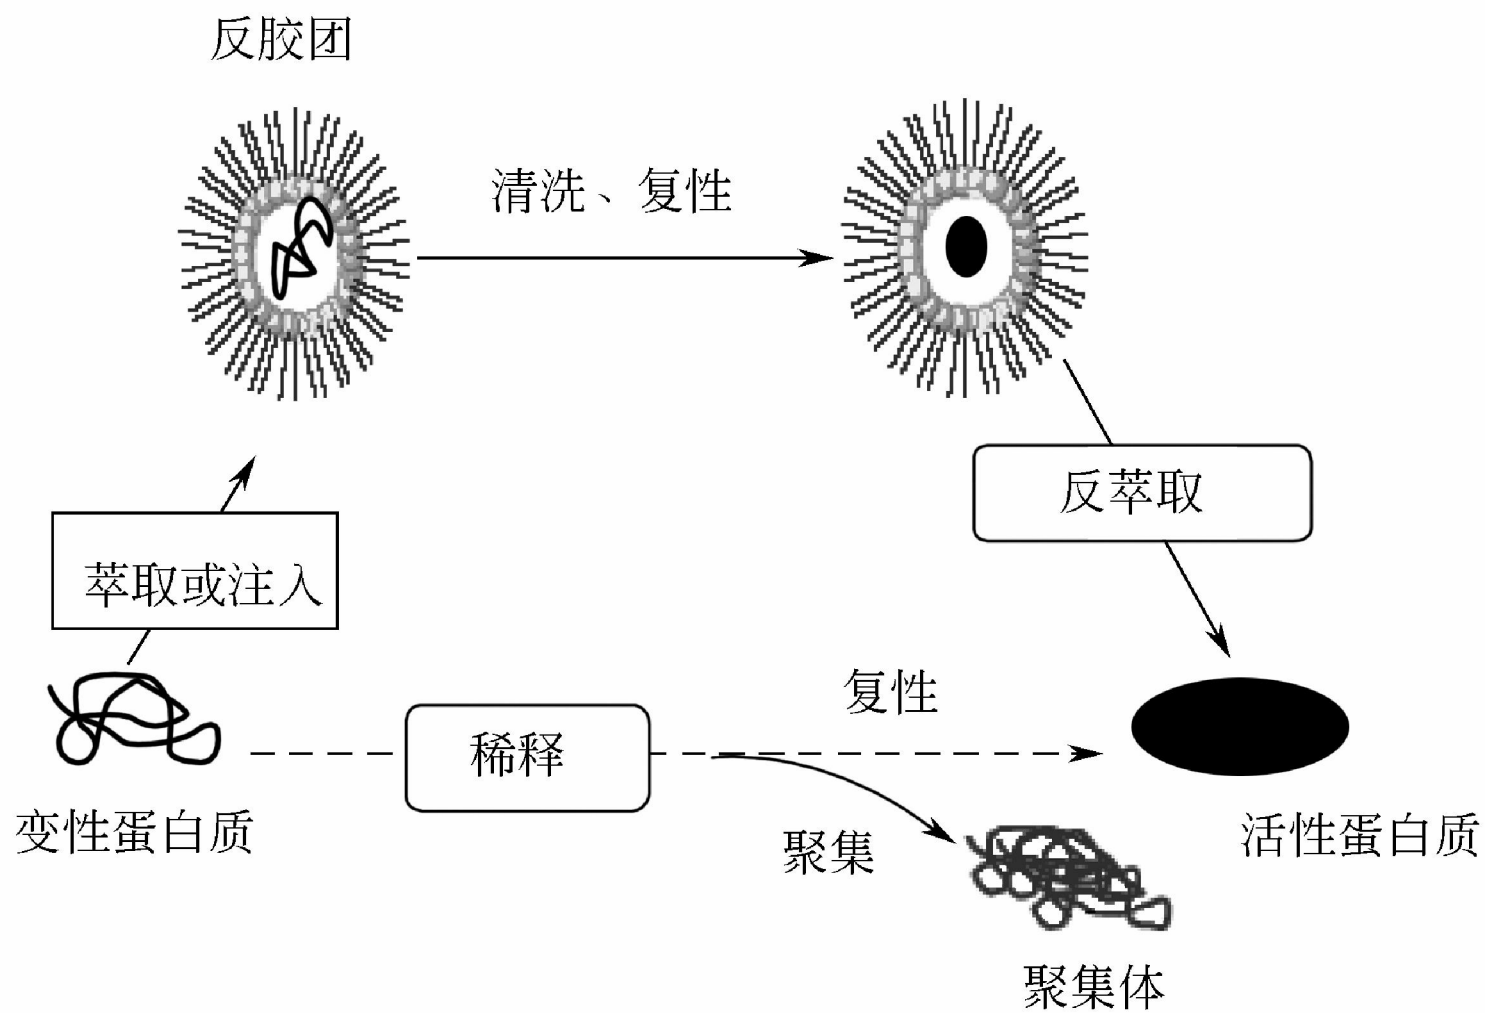 反胶团
清洗、复性
反萃取
萃取或注入
复性
稀释
变性蛋白质
聚集
活性蛋白质
聚集体